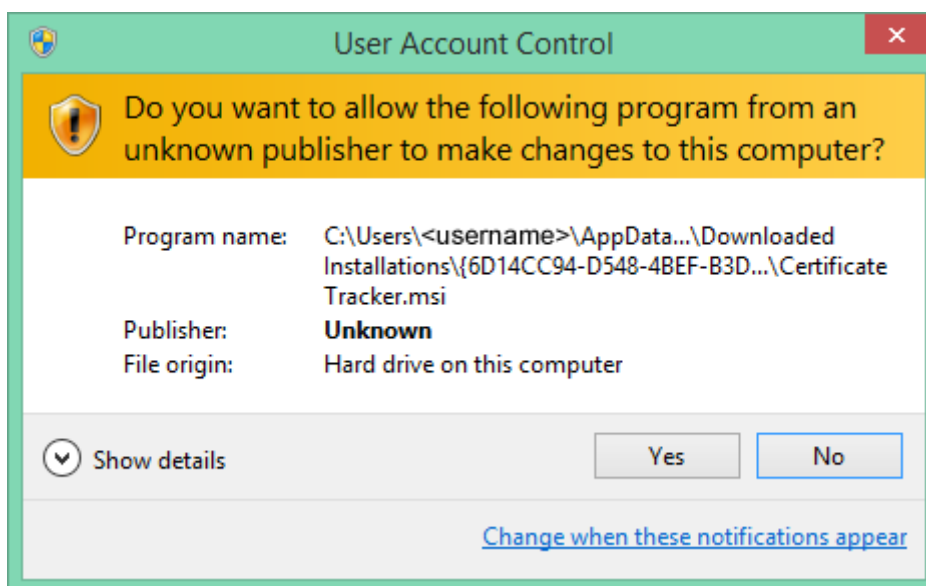 User Account Control
Do you want to allow the following program from an
unknown publisher to make changes to this computer?
Program name: C:\Users\<username>\AppData...\Downloaded
Installations\{6D14CC94-D548-4BEF-B3D...\Certificate
Tracker.msi
Publisher: Unknown
File origin: Hard drive on this computer
Show details
Yes No
Change when these notifications appear